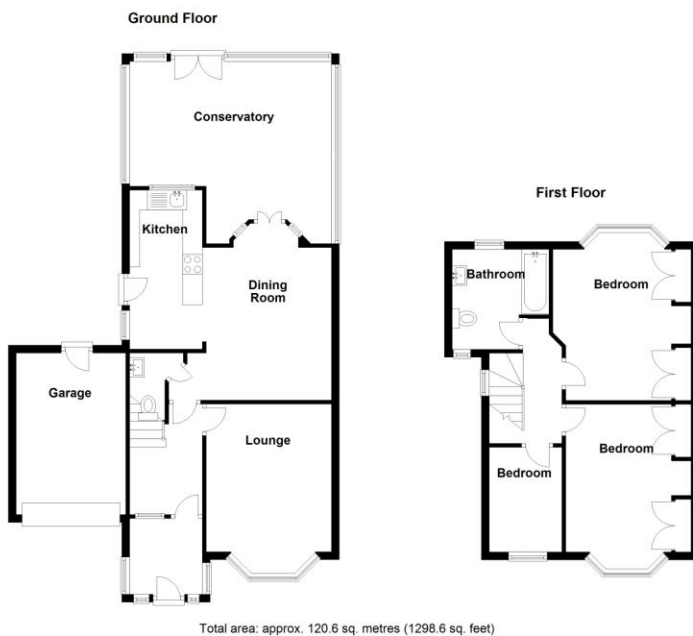 Ground Floor
Conservatory
Kitchen
Dining
Room
Garage
Lounge
First Floor
Bathroom
Bedroom
Bedroom
Bedroom
Total area: approx. 120.6 sq. metres (1298.6 sq. feet)